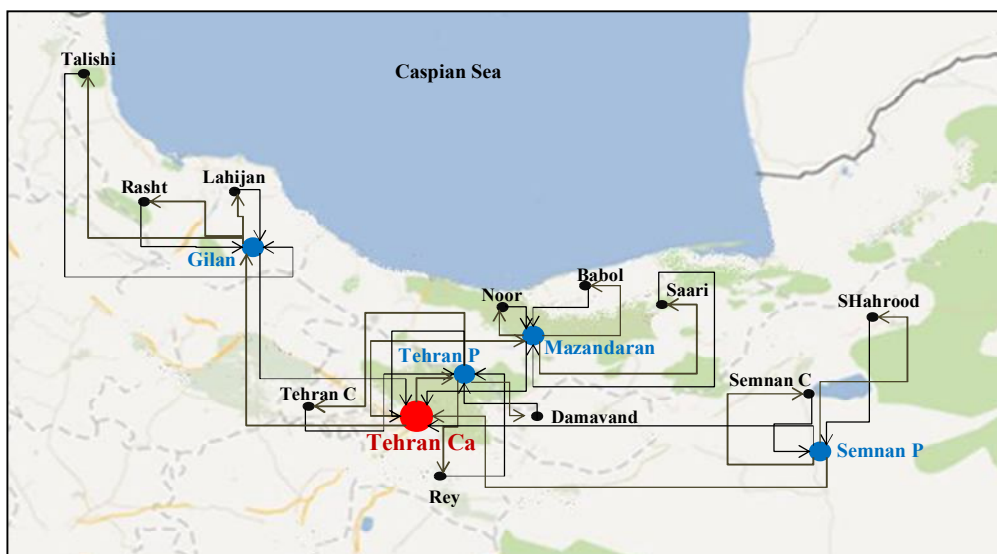 Talishi
Caspian Sea
Rasht
Lahijan
Gilan
Babol
Noor
Saari
SHahrood
Mazandaran
Tehran P
Tehran C
Semnan C
Damavand
Tehran Ca
Semnan P
Rey